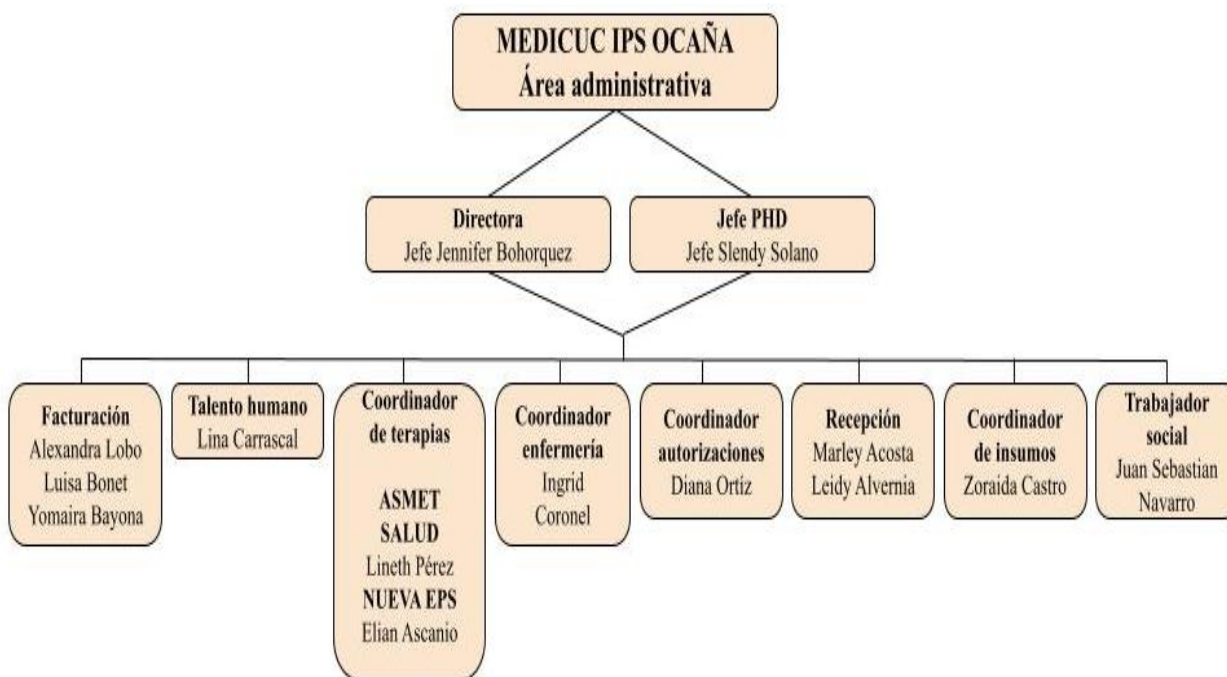 MEDICUC IPS OCAÑA
Área administrativa
Directora
Jefe Jennifer Bohorquez
Jefe PHD
Jefe Slendy Solano
Facturación
Alexandra Lobo
Luisa Bonet
Yomaira Bayona
Talento humano
Lina Carrascal
Coordinador
de terapias
ASMET
SALUD
Lineth Pérez
NUEVA EPS
Elian Ascanio
Coordinador
enfermería
Ingrid
Coronel
Coordinador
autorizaciones
Diana Ortiz
Recepción
Marley Acosta
Leidy Alvernia
Coordinador
de insumos
Zoraida Castro
Trabajador
social
Juan Sebastian
Navarro